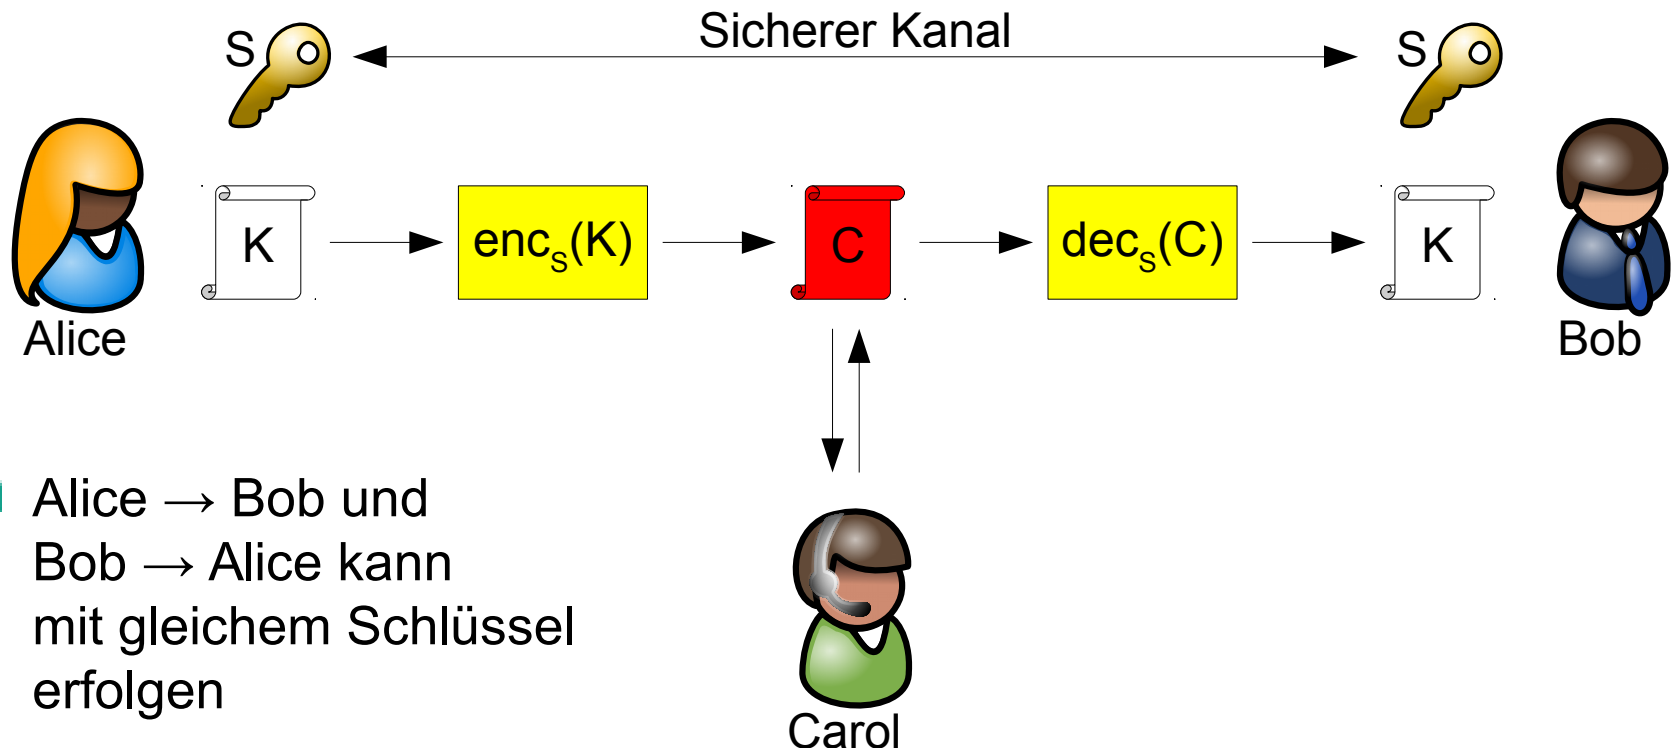 S
Sicherer Kanal
S
K
encₛ(K)
C
decₛ(C)
K
Alice
Bob
Alice → Bob und
Bob → Alice kann
mit gleichem Schlüssel
erfolgen
Carol